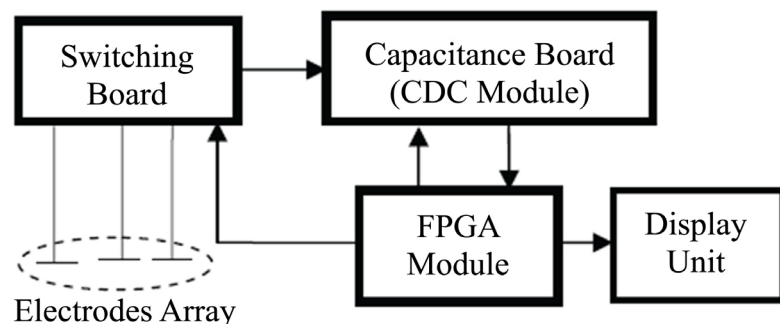 Switching
Board
Capacitance Board
(CDC Module)
FPGA
Module
Display
Unit
Electrodes Array